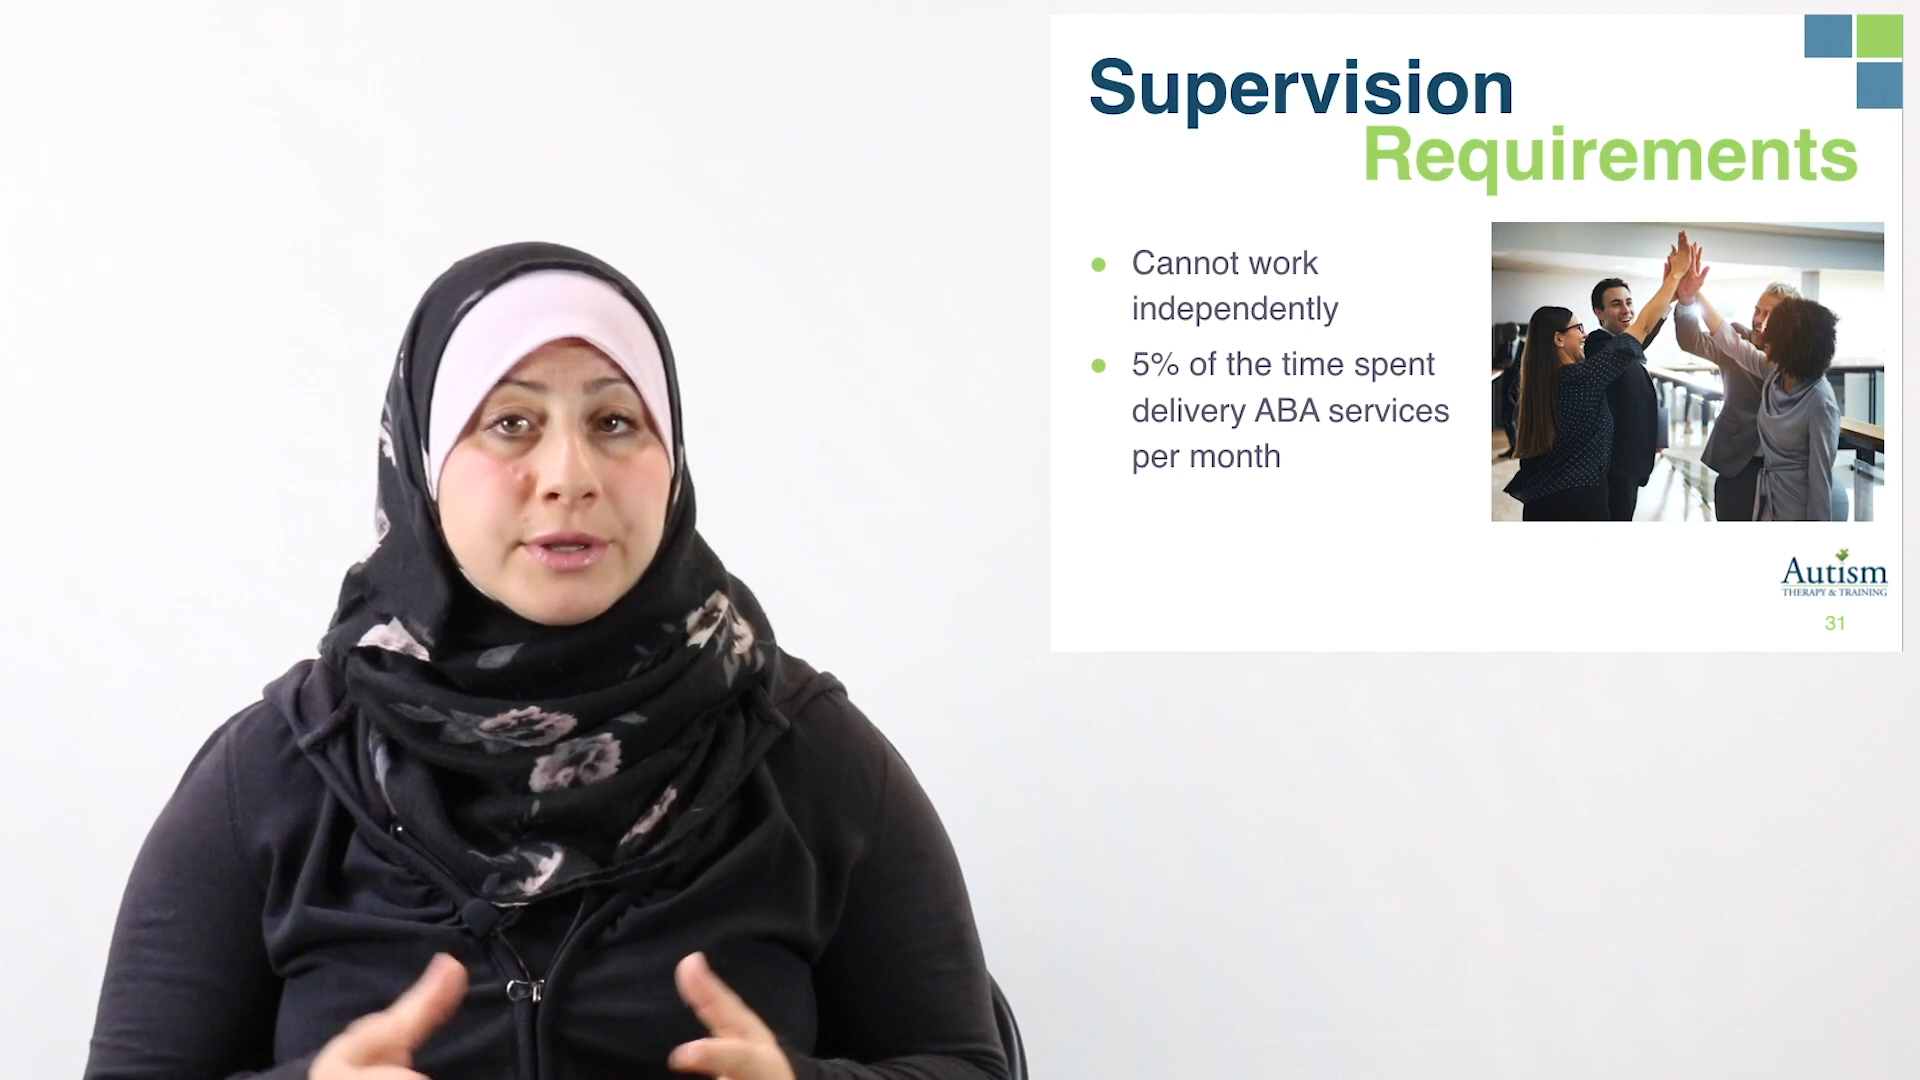 Supervision
Requirements
● Cannot work
independently
● 5% of the time spent
delivery ABA services
per month
Autism
THERAPY & TRAINING
31